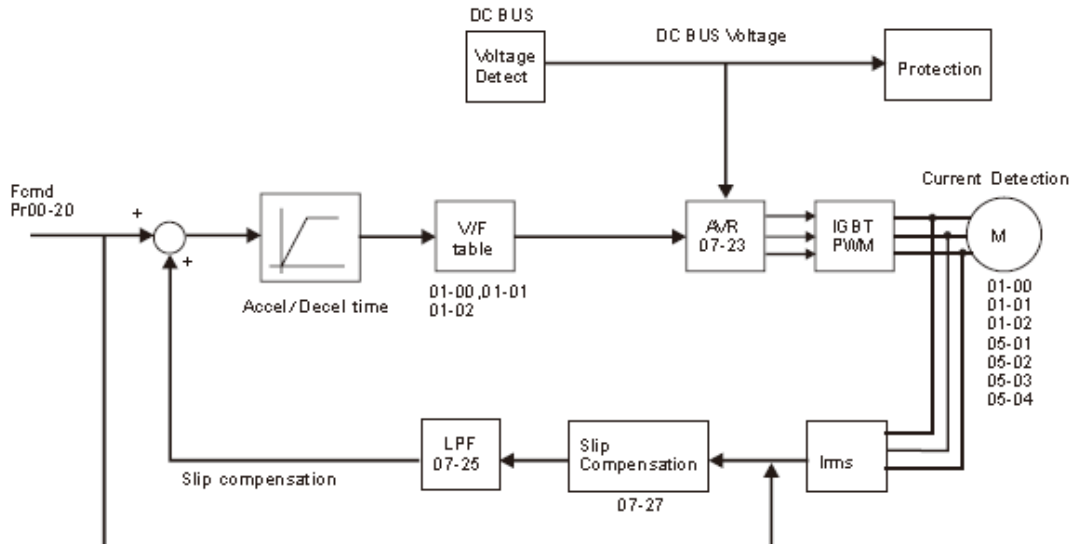 DC BUS
Voltage
Detect
DC BUS Voltage
Protection
Fcmd
Pr00-20
+
+
Accel/Decel time
V/F
table
01-00,01-01
01-02
AVR
07-23
IGBT
PWM
Current Detection
M
01-00
01-01
01-02
05-01
05-02
05-03
05-04
Slip compensation
LPF
07-25
Slip
Compensation
07-27
Irms